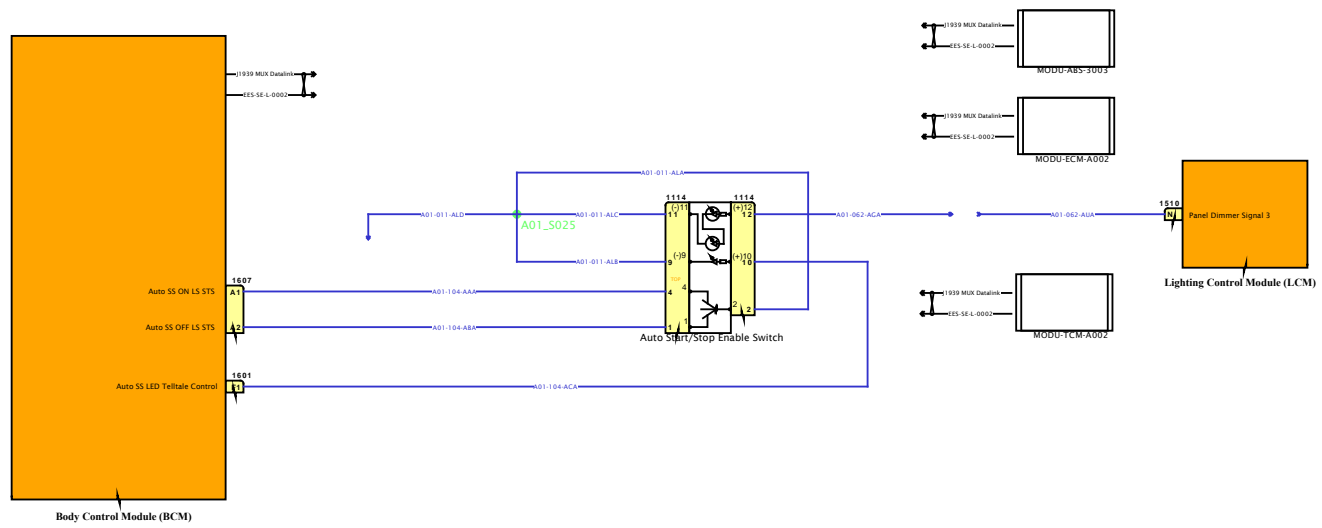 J1939 MUX Datalink
EES-SE-L-0002
MODU-ABS-3003
J1939 MUX Datalink
EES-SE-L-0002
J1939 MUX Datalink
EES-SE-L-0002
MODU-ECM-A002
A01-011-ALA
1114
1114
(-)11
11
(+)12
12
A01-011-ALD
A01-011-ALC
A01_S025
A01-062-AGA
A01-062-AUA
1510
N
Panel Dimmer Signal 3
(-)9
9
(+)10
10
A01-011-ALB
TOP
Lighting Control Module (LCM)
1607
Auto SS ON LS STS
A1
A01-104-AAA
4
4
J1939 MUX Datalink
EES-SE-L-0002
2
2
Auto SS OFF LS STS
A2
A01-104-ABA
1
1
Auto Start/Stop Enable Switch
MODU-TCM-A002
1601
Auto SS LED Telltale Control
A01-104-ACA
Body Control Module (BCM)